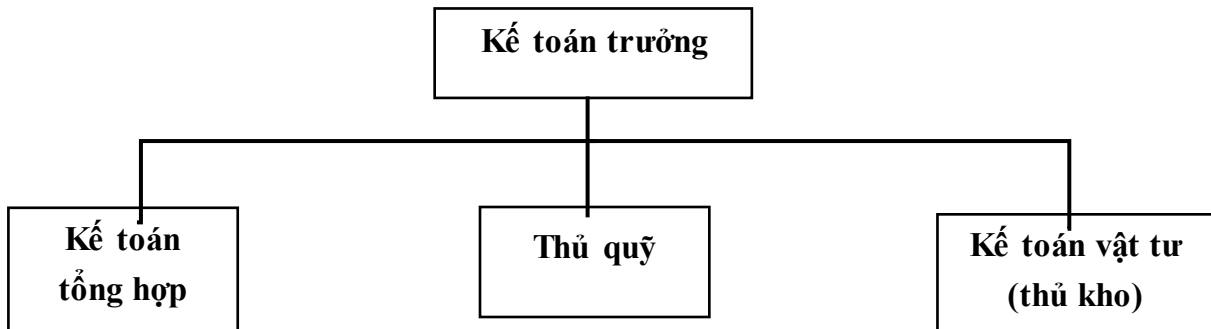 Kế toán trưởng
Kế toán
tổng hợp
Thủ quỹ
Kế toán vật tư
(thủ kho)